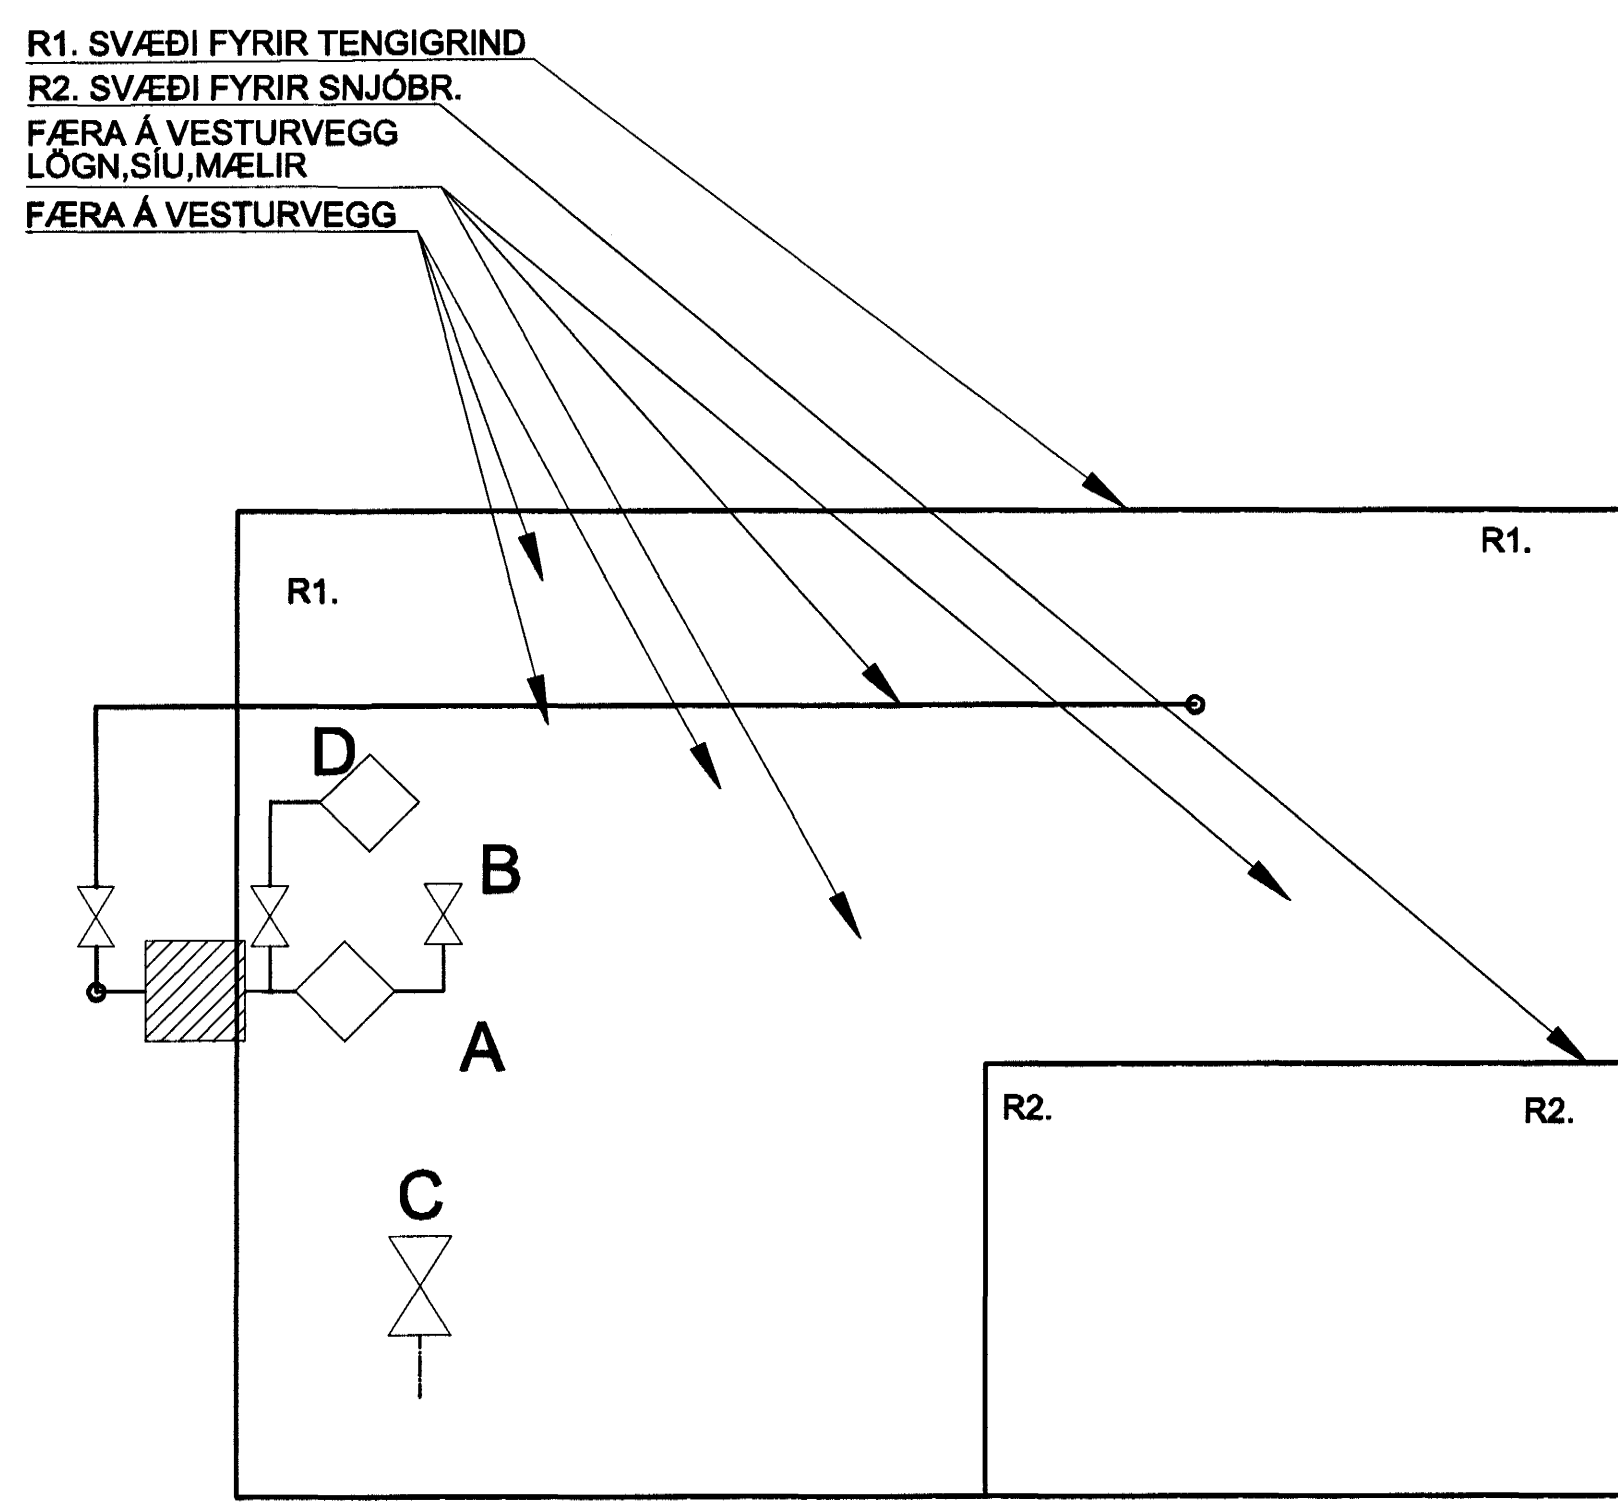 R1. SVÆÐI FYRIR TENGIGRIND
R2. SVÆÐI FYRIR SNJÓBR.
FÆRA Á VESTURVEGG
LÖGN,SÍU,MÆLIR
FÆRA Á VESTURVEGG
R1.
R1.
D
B
A
R2.
R2.
C